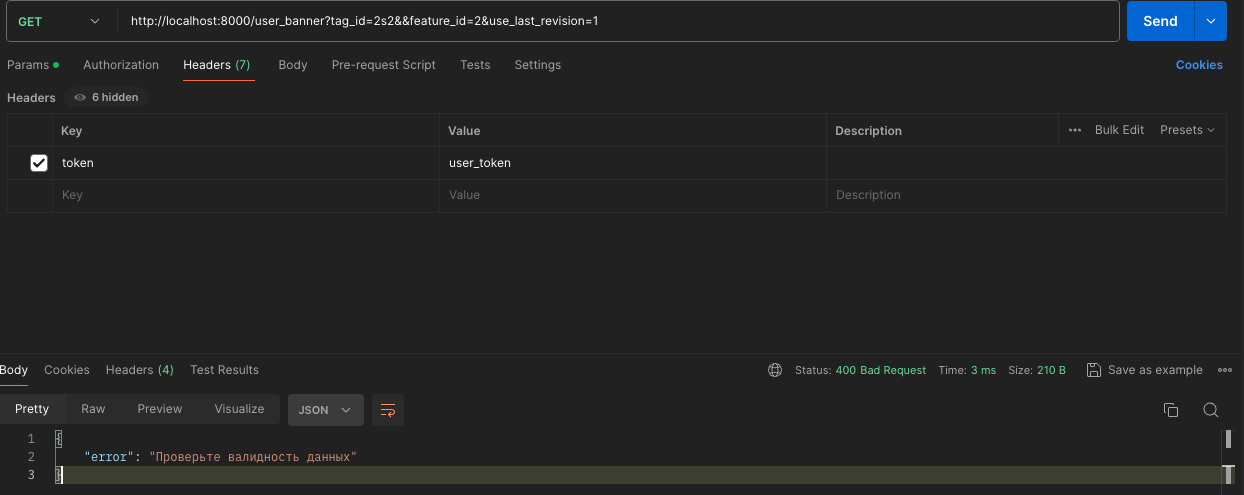 GET http://localhost:8000/user_banner?tag_id=2s2&&feature_id=2&use_last_revision=1 Send
Params Authorization Headers (7) Body Pre-request Script Tests Settings Cookies
Headers 6 hidden
Key Value Description ••• Bulk Edit Presets
token user_token
Key Value Description
Body Cookies Headers (4) Test Results Status: 400 Bad Request Time: 3 ms Size: 210 B Save as example •••
Pretty Raw Preview Visualize JSON
1 {
2 "error": "Проверьте валидность данных"
3 }